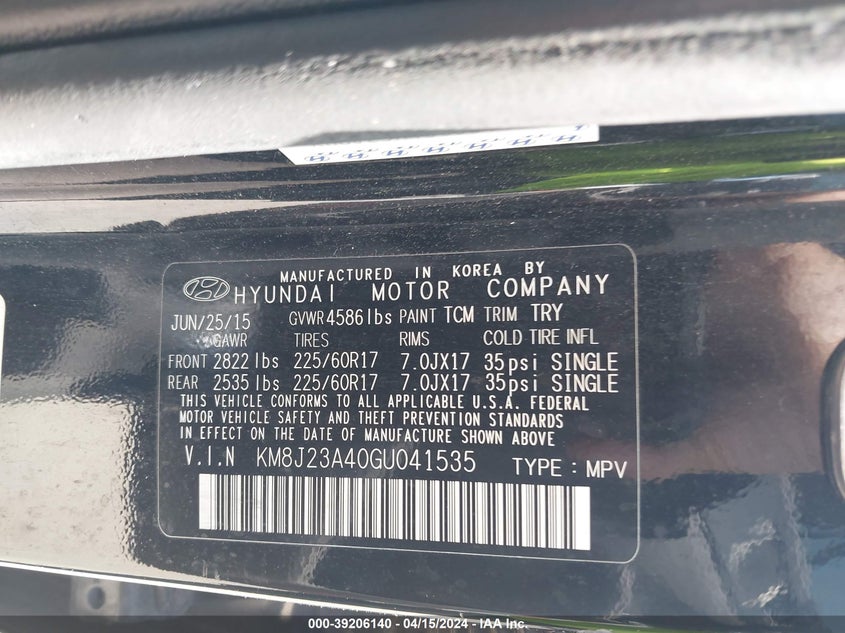 MANUFACTURED IN KOREA BY
HYUNDAI MOTOR COMPANY
JUN/25/15 GVWR 4586 lbs PAINT TCM TRIM TRY
GAWR TIRES RIMS COLD TIRE INFL
FRONT 2822 lbs 225/60R17 7.0JX17 35psi SINGLE
REAR 2535 lbs 225/60R17 7.0JX17 35psi SINGLE
THIS VEHICLE CONFORMS TO ALL APPLICABLE U.S.A. FEDERAL
MOTOR VEHICLE SAFETY AND THEFT PREVENTION STANDARDS
IN EFFECT ON THE DATE OF MANUFACTURE SHOWN ABOVE
V.I.N KM8J23A40GU041535 TYPE : MPV
000-39206140 - 04/15/2024 - IAA Inc.